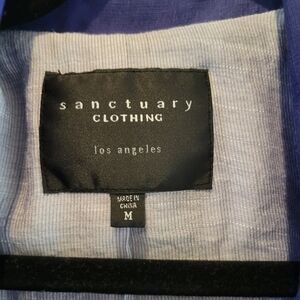 sanctuary
CLOTHING
los angeles
MADE IN
CHINA
M